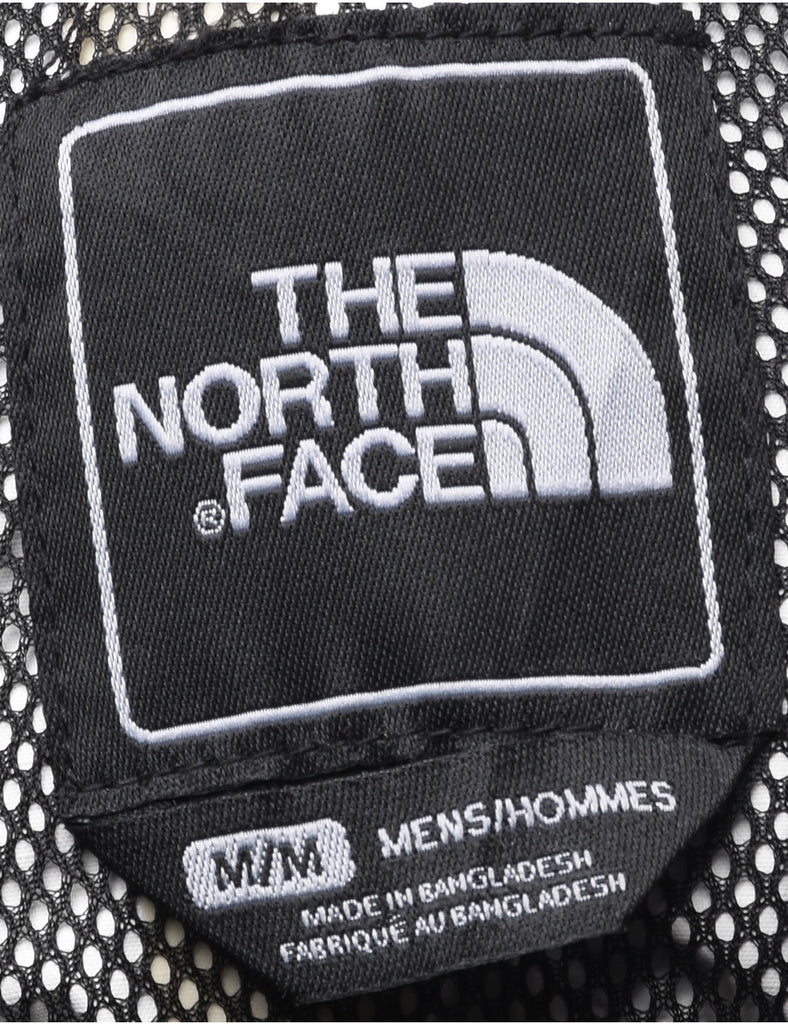 THE
NORTH
FACE
®
M/M MENS/HOMMES
MADE IN BANGLADESH
FABRIQUÉ AU BANGLADESH